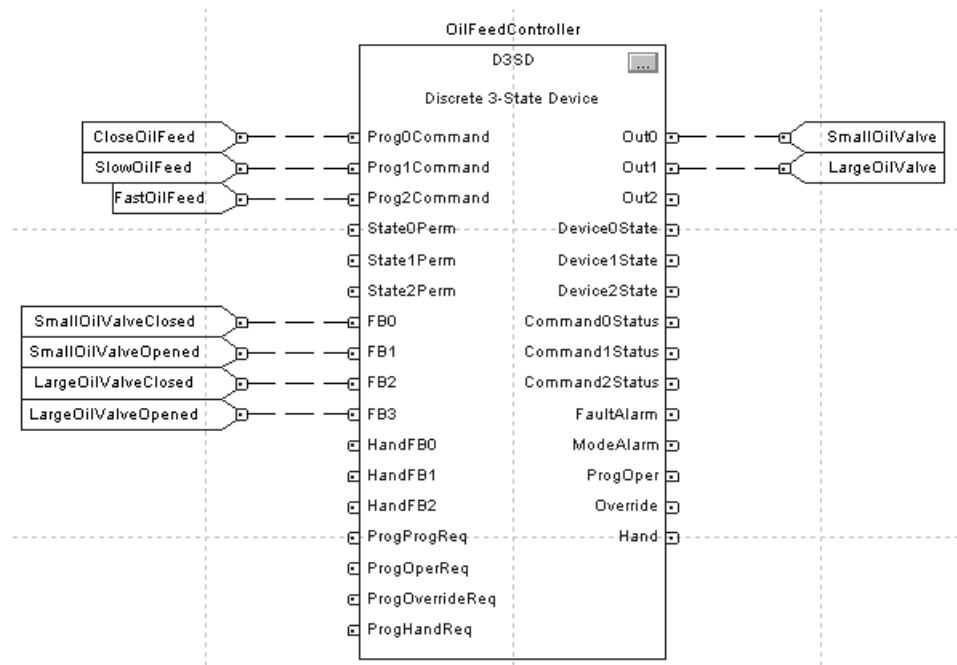 OilFeedController
D3SD
...
Discrete 3-State Device
CloseOilFeed Prog0Command Out0 SmallOilValve
SlowOilFeed Prog1Command Out1 LargeOilValve
FastOilFeed Prog2Command Out2
State0Perm Device0State
State1Perm Device1State
State2Perm Device2State
SmallOilValveClosed FB0 Command0Status
SmallOilValveOpened FB1 Command1Status
LargeOilValveClosed FB2 Command2Status
LargeOilValveOpened FB3 FaultAlarm
HandFB0 ModeAlarm
HandFB1 ProgOper
HandFB2 Override
ProgProgReq Hand
ProgOperReq
ProgOverrideReq
ProgHandReq